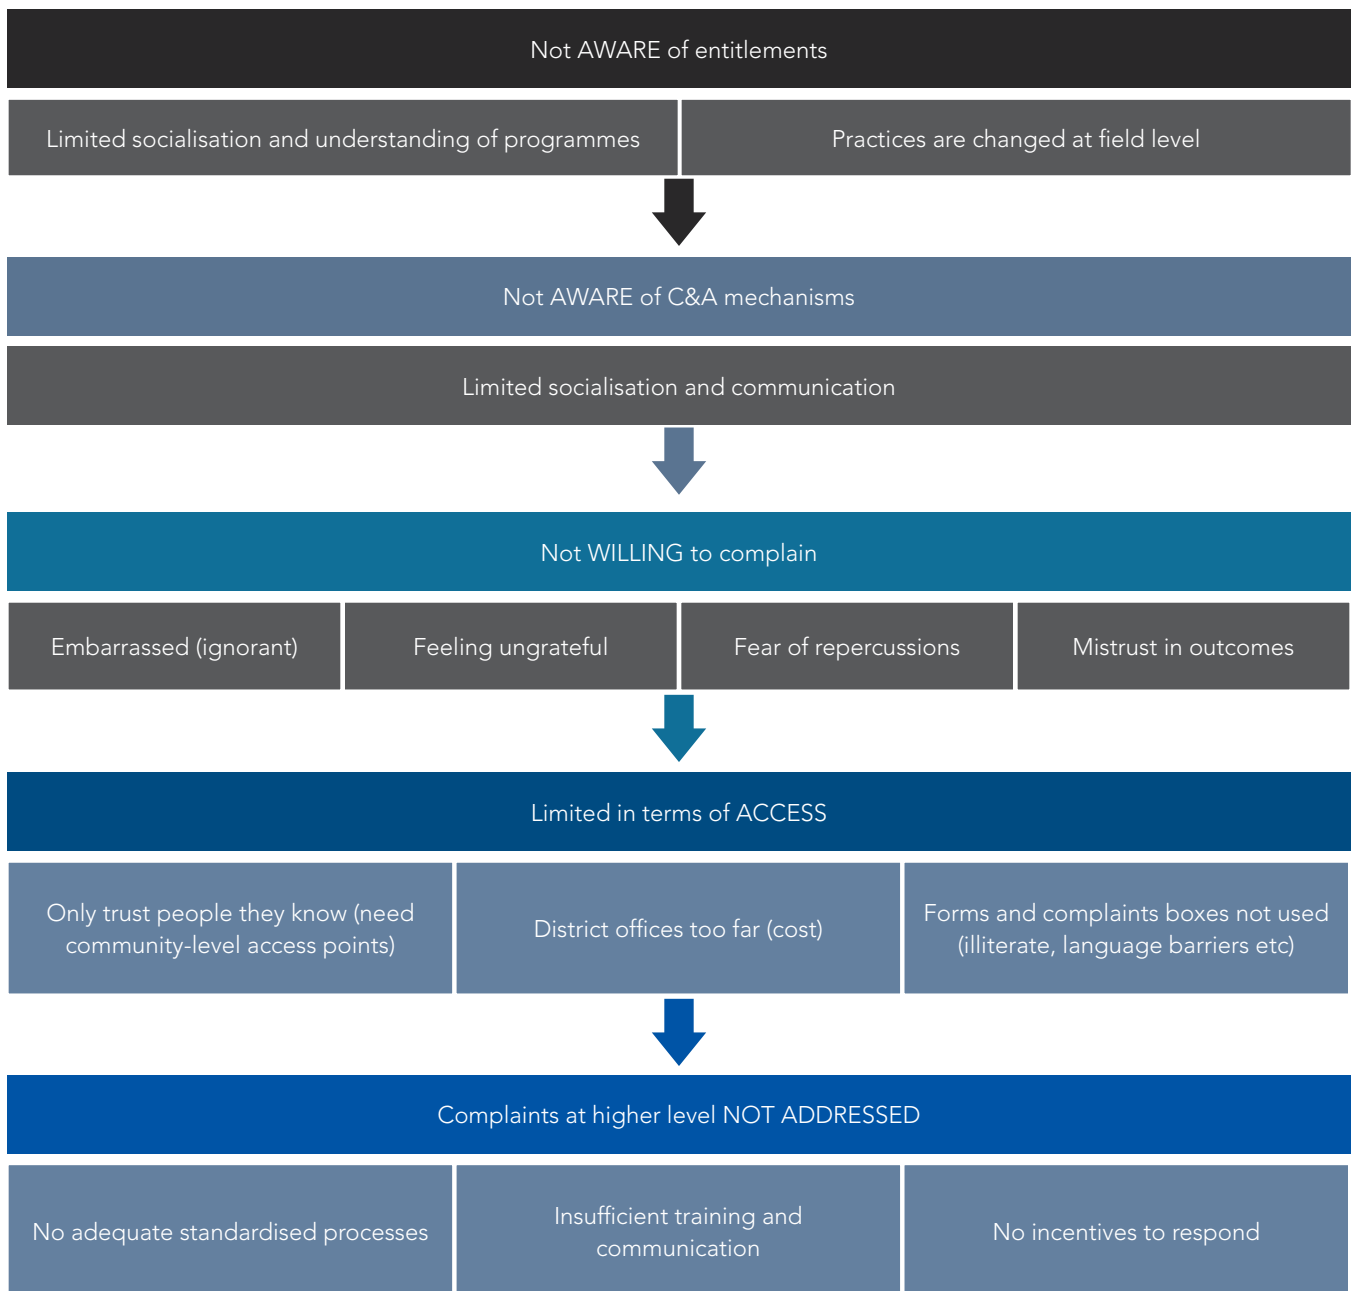 Not AWARE of entitlements
Limited socialisation and understanding of programmes
Practices are changed at field level
Not AWARE of C&A mechanisms
Limited socialisation and communication
Not WILLING to complain
Embarrassed (ignorant)
Feeling ungrateful
Fear of repercussions
Mistrust in outcomes
Limited in terms of ACCESS
Only trust people they know (need
community-level access points)
District offices too far (cost)
Forms and complaints boxes not used
(illiterate, language barriers etc)
Complaints at higher level NOT ADDRESSED
No adequate standardised processes
Insufficient training and
communication
No incentives to respond